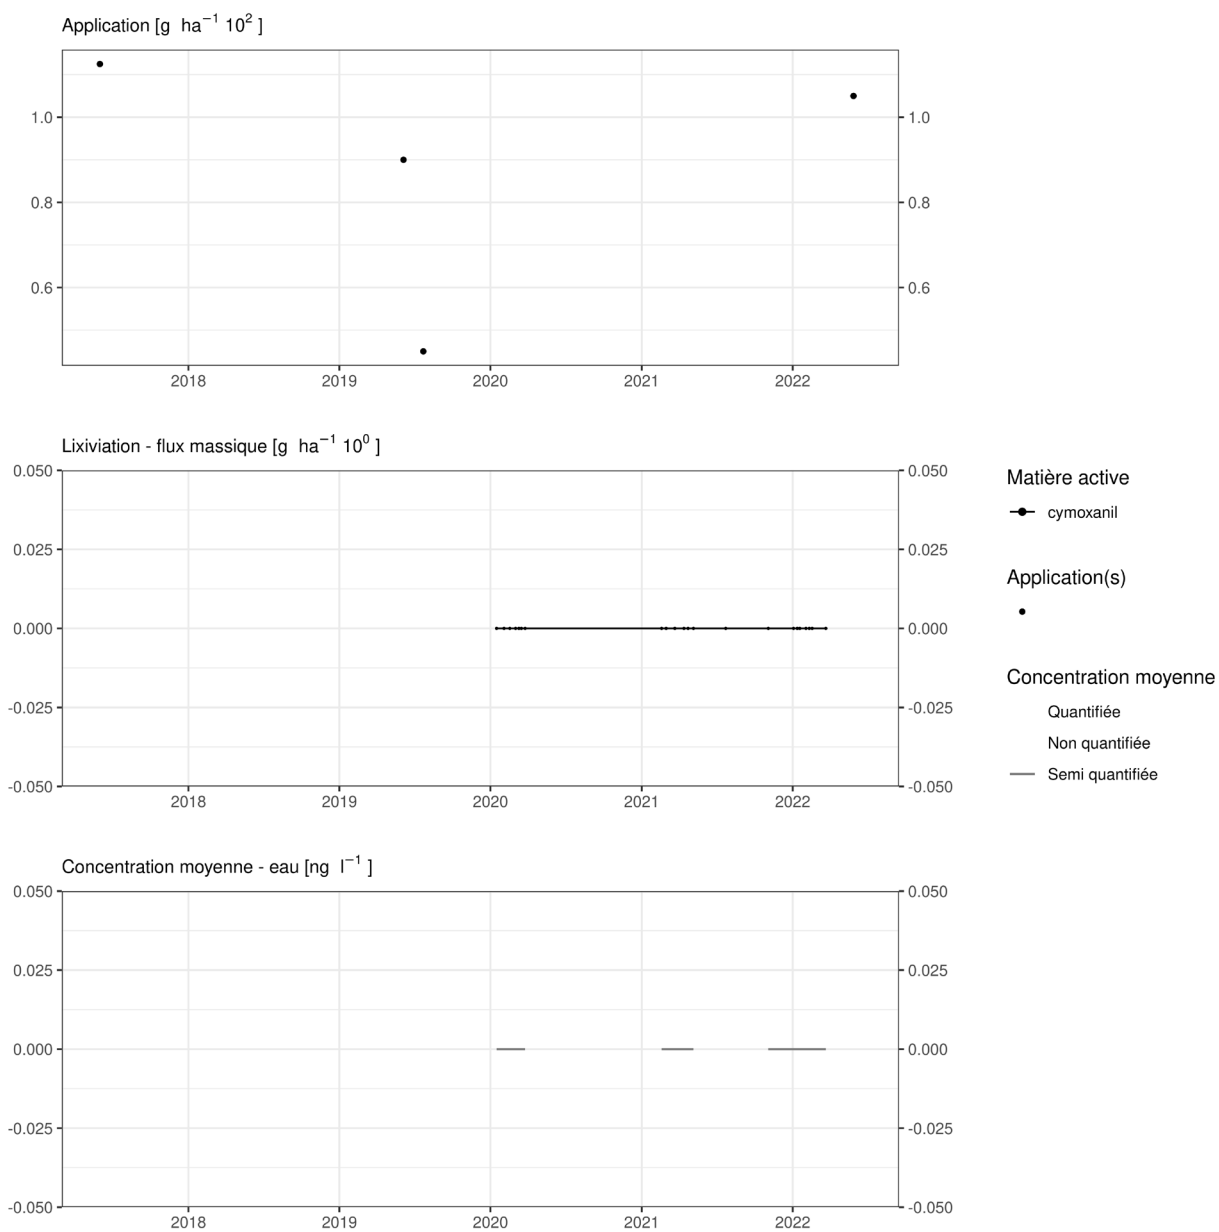 Application [g ha−1 102 ]
1.0 1.0
0.8 0.8
0.6 0.6
2018 2019 2020 2021 2022
Lixiviation - flux massique [g ha−1 100 ]
0.050 0.050
0.025 0.025
0.000 0.000
-0.025 -0.025
-0.050 -0.050
2018 2019 2020 2021 2022
Matière active
cymoxanil
Application(s)
Concentration moyenne
Quantifiée
Non quantifiée
Semi quantifiée
Concentration moyenne - eau [ng l−1 ]
0.050 0.050
0.025 0.025
0.000 0.000
-0.025 -0.025
-0.050 -0.050
2018 2019 2020 2021 2022